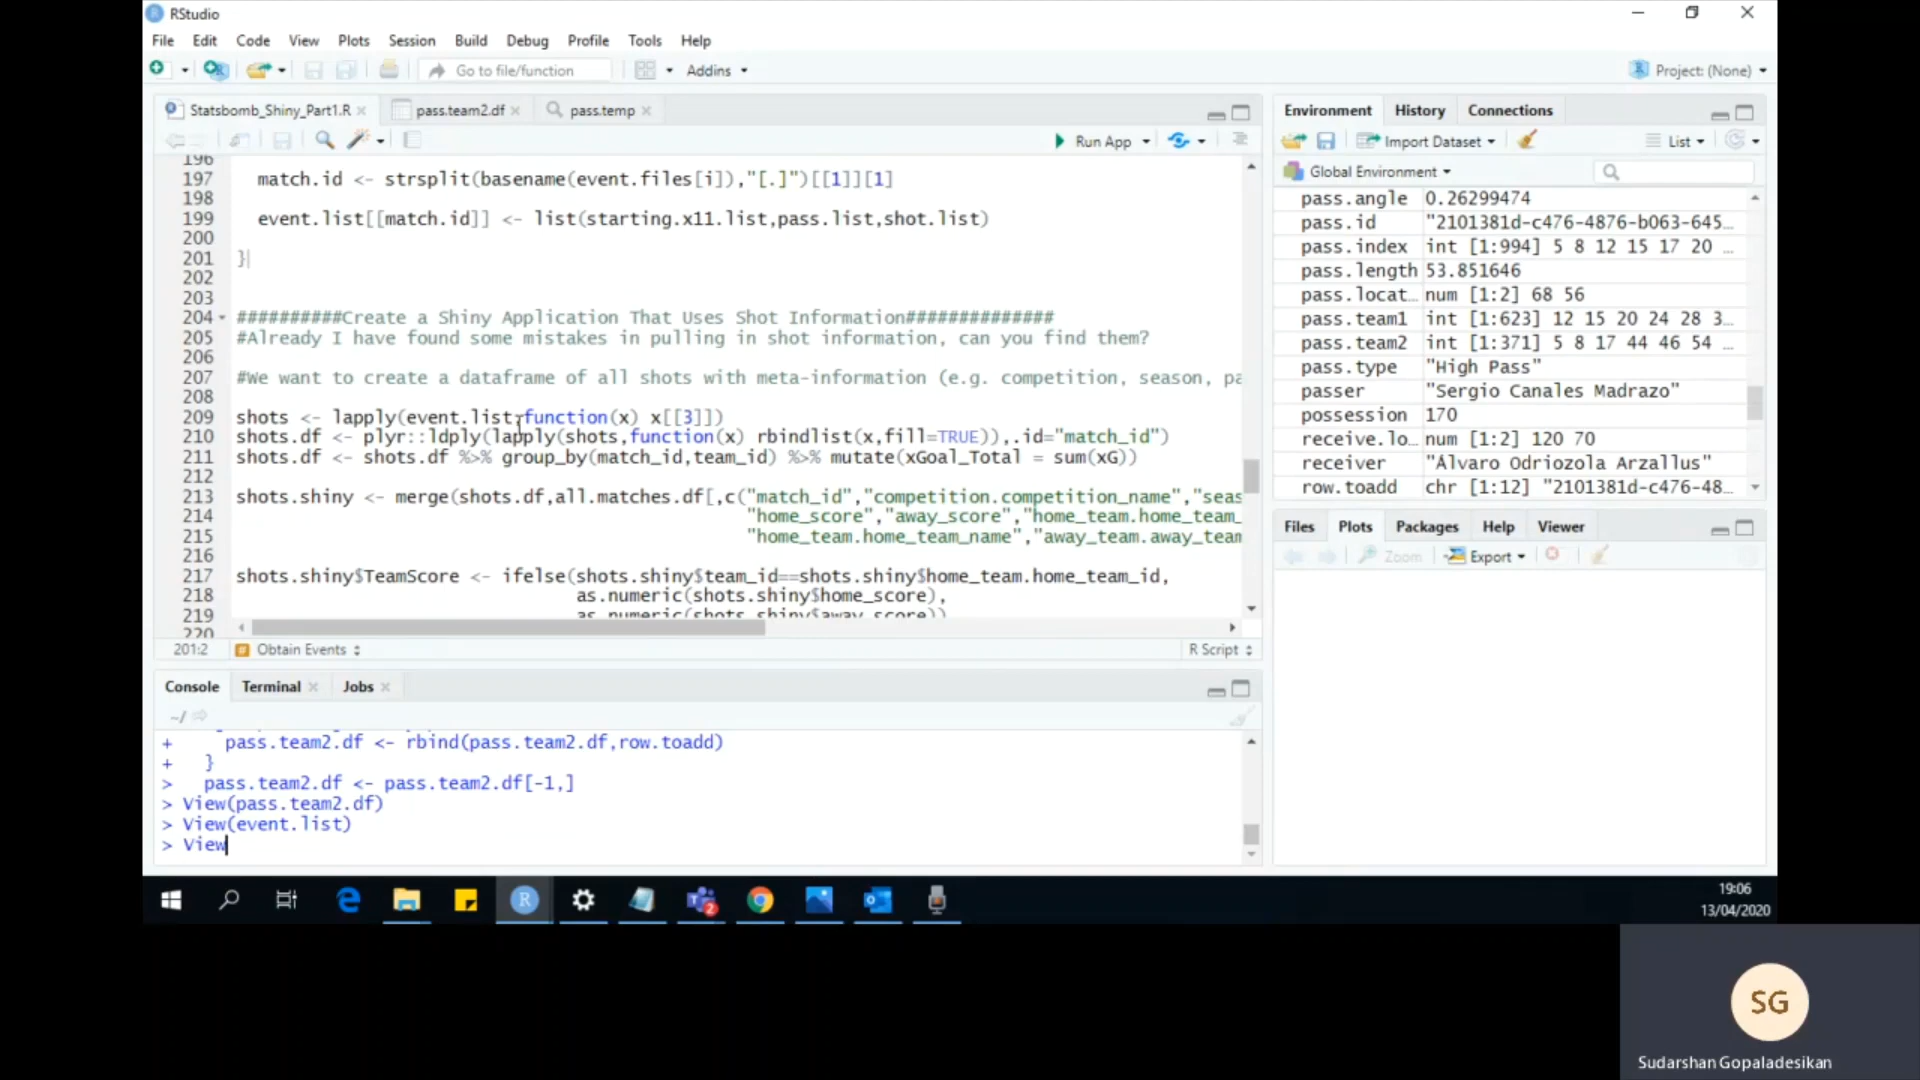 RStudio
File Edit Code View Plots Session Build Debug Profile Tools Help
Go to file/function Addins Project: (None)
Statsbomb_Shiny_Part1.R pass.team2.df pass.temp
Run App
196
197 match.id <- strsplit(basename(event.files[i]),"[.]")[[1]][1]
198
199 event.list[[match.id]] <- list(starting.x11.list,pass.list,shot.list)
200
201 }
202
203
204 ##########Create a Shiny Application That Uses Shot Information##############
205 #Already I have found some mistakes in pulling in shot information, can you find them?
206
207 #We want to create a dataframe of all shots with meta-information (e.g. competition, season, pa
208
209 shots <- lapply(event.list,function(x) x[[3]])
210 shots.df <- plyr::ldply(lapply(shots,function(x) rbindlist(x,fill=TRUE)),.id="match_id")
211 shots.df <- shots.df %>% group_by(match_id,team_id) %>% mutate(xGoal_Total = sum(xG))
212
213 shots.shiny <- merge(shots.df,all.matches.df[,c("match_id","competition.competition_name","seas
214 "home_score","away_score","home_team.home_team_
215 "home_team.home_team_name","away_team.away_team
216
217 shots.shiny$TeamScore <- ifelse(shots.shiny$team_id==shots.shiny$home_team.home_team_id,
218 as.numeric(shots.shiny$home_score),
219 as.numeric(shots.shiny$away_score))
220
201:2 Obtain Events R Script
Console Terminal Jobs
~/
+ pass.team2.df <- rbind(pass.team2.df,row.toadd)
+ }
> pass.team2.df <- pass.team2.df[-1,]
> View(pass.team2.df)
> View(event.list)
> View
Environment History Connections
Import Dataset List
Global Environment
pass.angle 0.26299474
pass.id "2101381d-c476-4876-b063-645...
pass.index int [1:994] 5 8 12 15 17 20 ...
pass.length 53.851646
pass.locat... num [1:2] 68 56
pass.team1 int [1:623] 12 15 20 24 28 3...
pass.team2 int [1:371] 5 8 17 44 46 54 ...
pass.type "High Pass"
passer "Sergio Canales Madrazo"
possession 170
receive.lo... num [1:2] 120 70
receiver "Álvaro Odriozola Arzallus"
row.toadd chr [1:12] "2101381d-c476-48...
Files Plots Packages Help Viewer
Zoom Export
19:06
13/04/2020
SG
Sudarshan Gopaladesikan